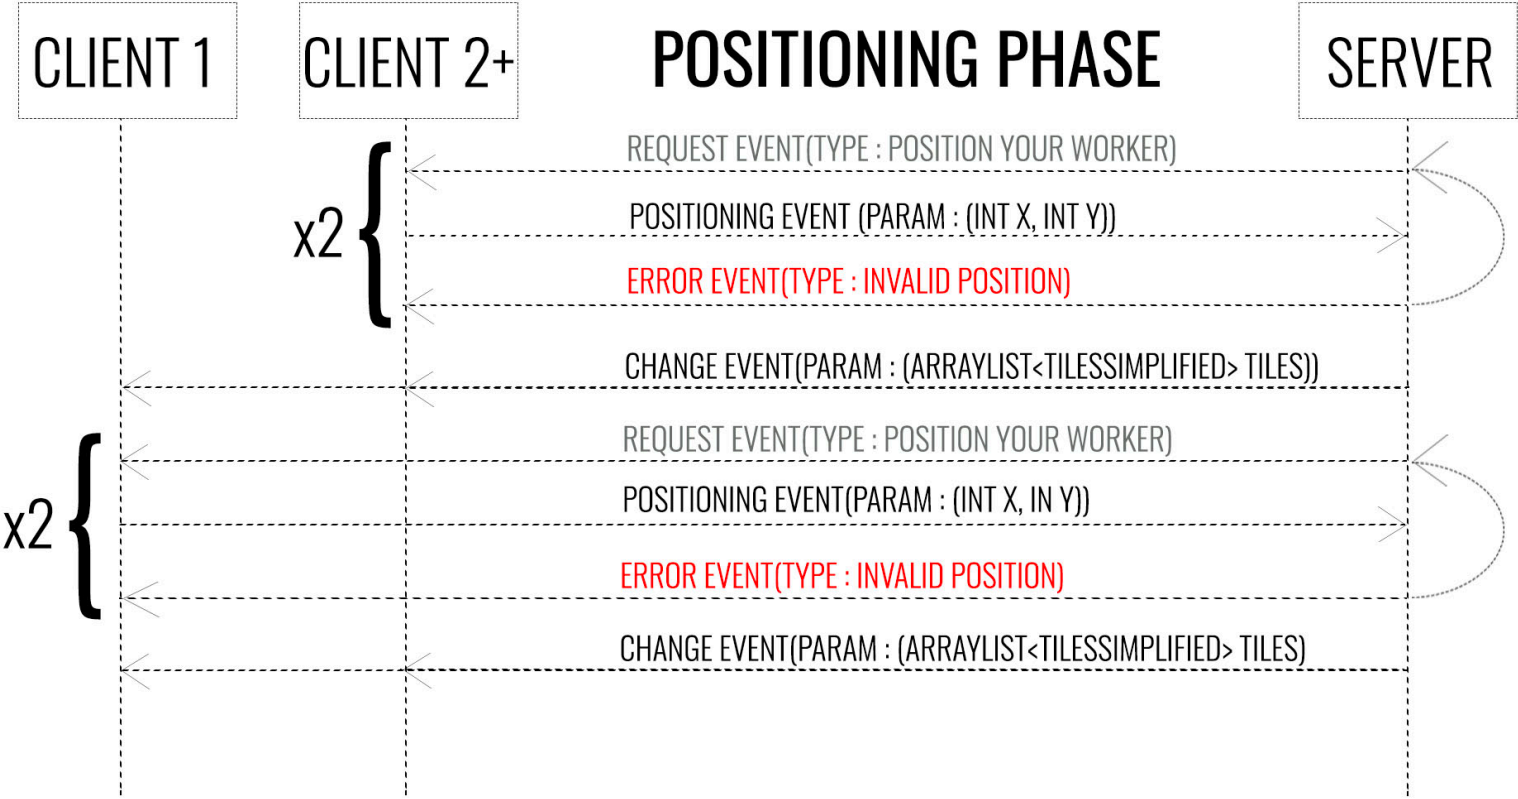 CLIENT 1
CLIENT 2+
POSITIONING PHASE
SERVER
REQUEST EVENT(TYPE : POSITION YOUR WORKER)
x2
POSITIONING EVENT (PARAM : (INT X, INT Y))
ERROR EVENT(TYPE : INVALID POSITION)
CHANGE EVENT(PARAM : (ARRAYLIST<TILESSIMPLIFIED> TILES))
REQUEST EVENT(TYPE : POSITION YOUR WORKER)
x2
POSITIONING EVENT(PARAM : (INT X, IN Y))
ERROR EVENT(TYPE : INVALID POSITION)
CHANGE EVENT(PARAM : (ARRAYLIST<TILESSIMPLIFIED> TILES)